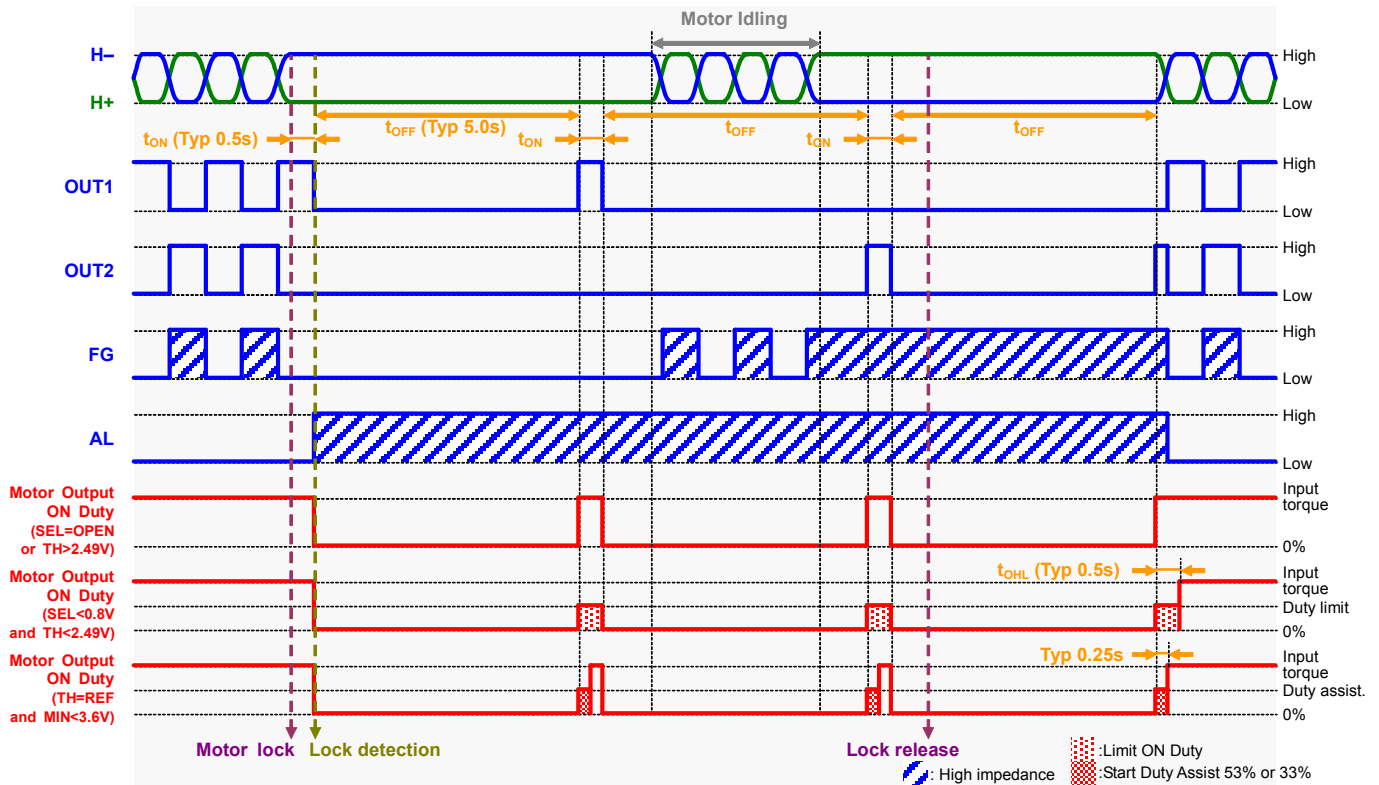 Motor Idling
H–
High
H+
Low
tOFF (Typ 5.0s)
tOFF
tOFF
tON (Typ 0.5s)
tON
tON
OUT1
High
Low
OUT2
High
Low
FG
High
Low
AL
High
Low
Motor Output
ON Duty
(SEL=OPEN
or TH>2.49V)
Input
torque
0%
Motor Output
ON Duty
(SEL<0.8V
and TH<2.49V)
tOHL (Typ 0.5s)
Input
torque
Duty limit
0%
Motor Output
ON Duty
(TH=REF
and MIN<3.6V)
Typ 0.25s
Input
torque
Duty assist.
0%
Motor lock
Lock detection
Lock release
: High impedance
:Limit ON Duty
:Start Duty Assist 53% or 33%